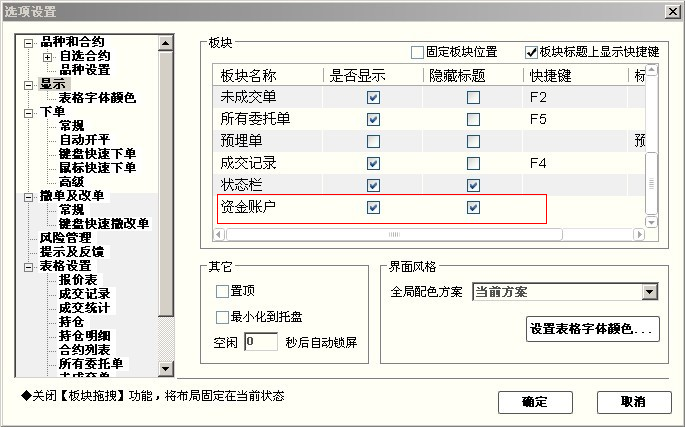 选项设置
品种和合约
自选合约
品种设置
显示
表格字体颜色
下单
常规
自动开平
键盘快速下单
鼠标快速下单
高级
撤单及改单
常规
键盘快速撤改单
风险管理
提示及反馈
表格设置
报价表
成交记录
成交统计
持仓
持仓明细
合约列表
所有委托单
未成交单
板块
固定板块位置 板块标题上显示快捷键
板块名称 是否显示 隐藏标题 快捷键 标
未成交单 F2
所有委托单 F5
预埋单 预
成交记录 F4
状态栏
资金账户
其它
置顶
最小化到托盘
空闲 0 秒后自动锁屏
界面风格
全局配色方案 当前方案
设置表格字体颜色...
◆关闭【板块拖拽】功能，将布局固定在当前状态
确定 取消